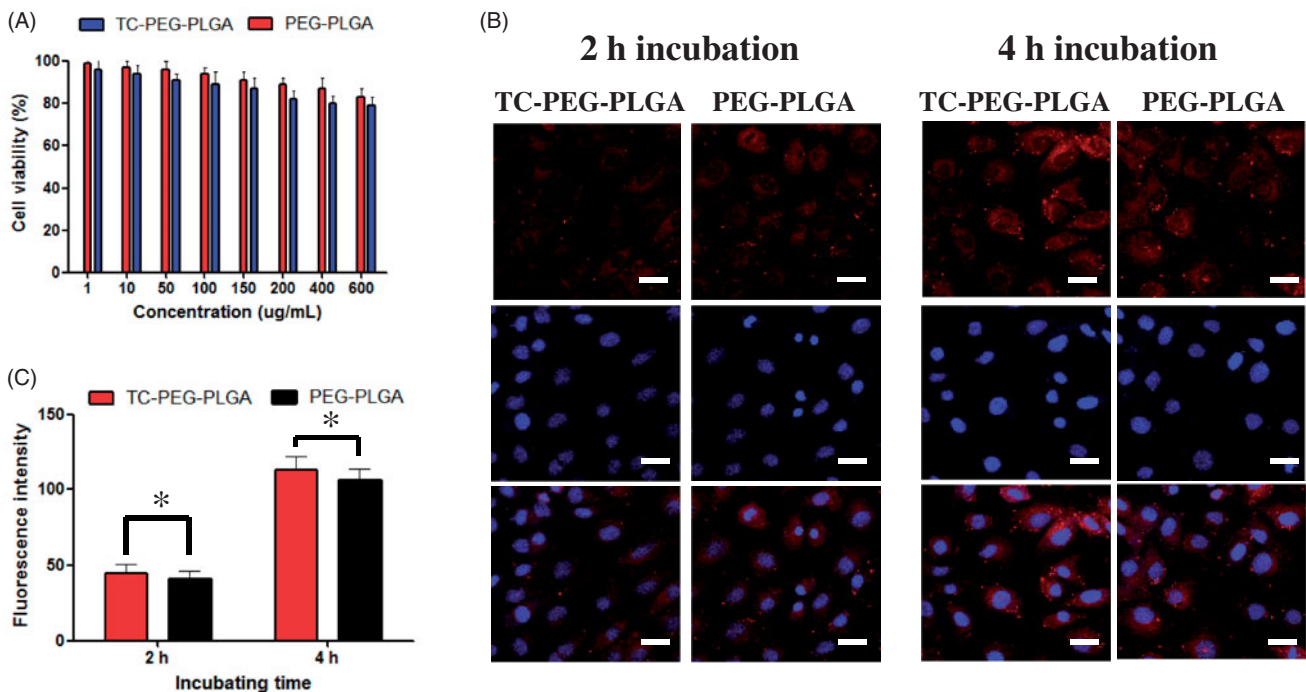 (A)
TC-PEG-PLGA PEG-PLGA
Cell viability (%)
100
80
60
40
20
0
1 10 50 100 150 200 400 600
Concentration (ug/mL)
(B)
2 h incubation 4 h incubation
TC-PEG-PLGA PEG-PLGA TC-PEG-PLGA PEG-PLGA
(C)
TC-PEG-PLGA PEG-PLGA
Fluorescence intensity
150
100
50
0
* *
2 h 4 h
Incubating time